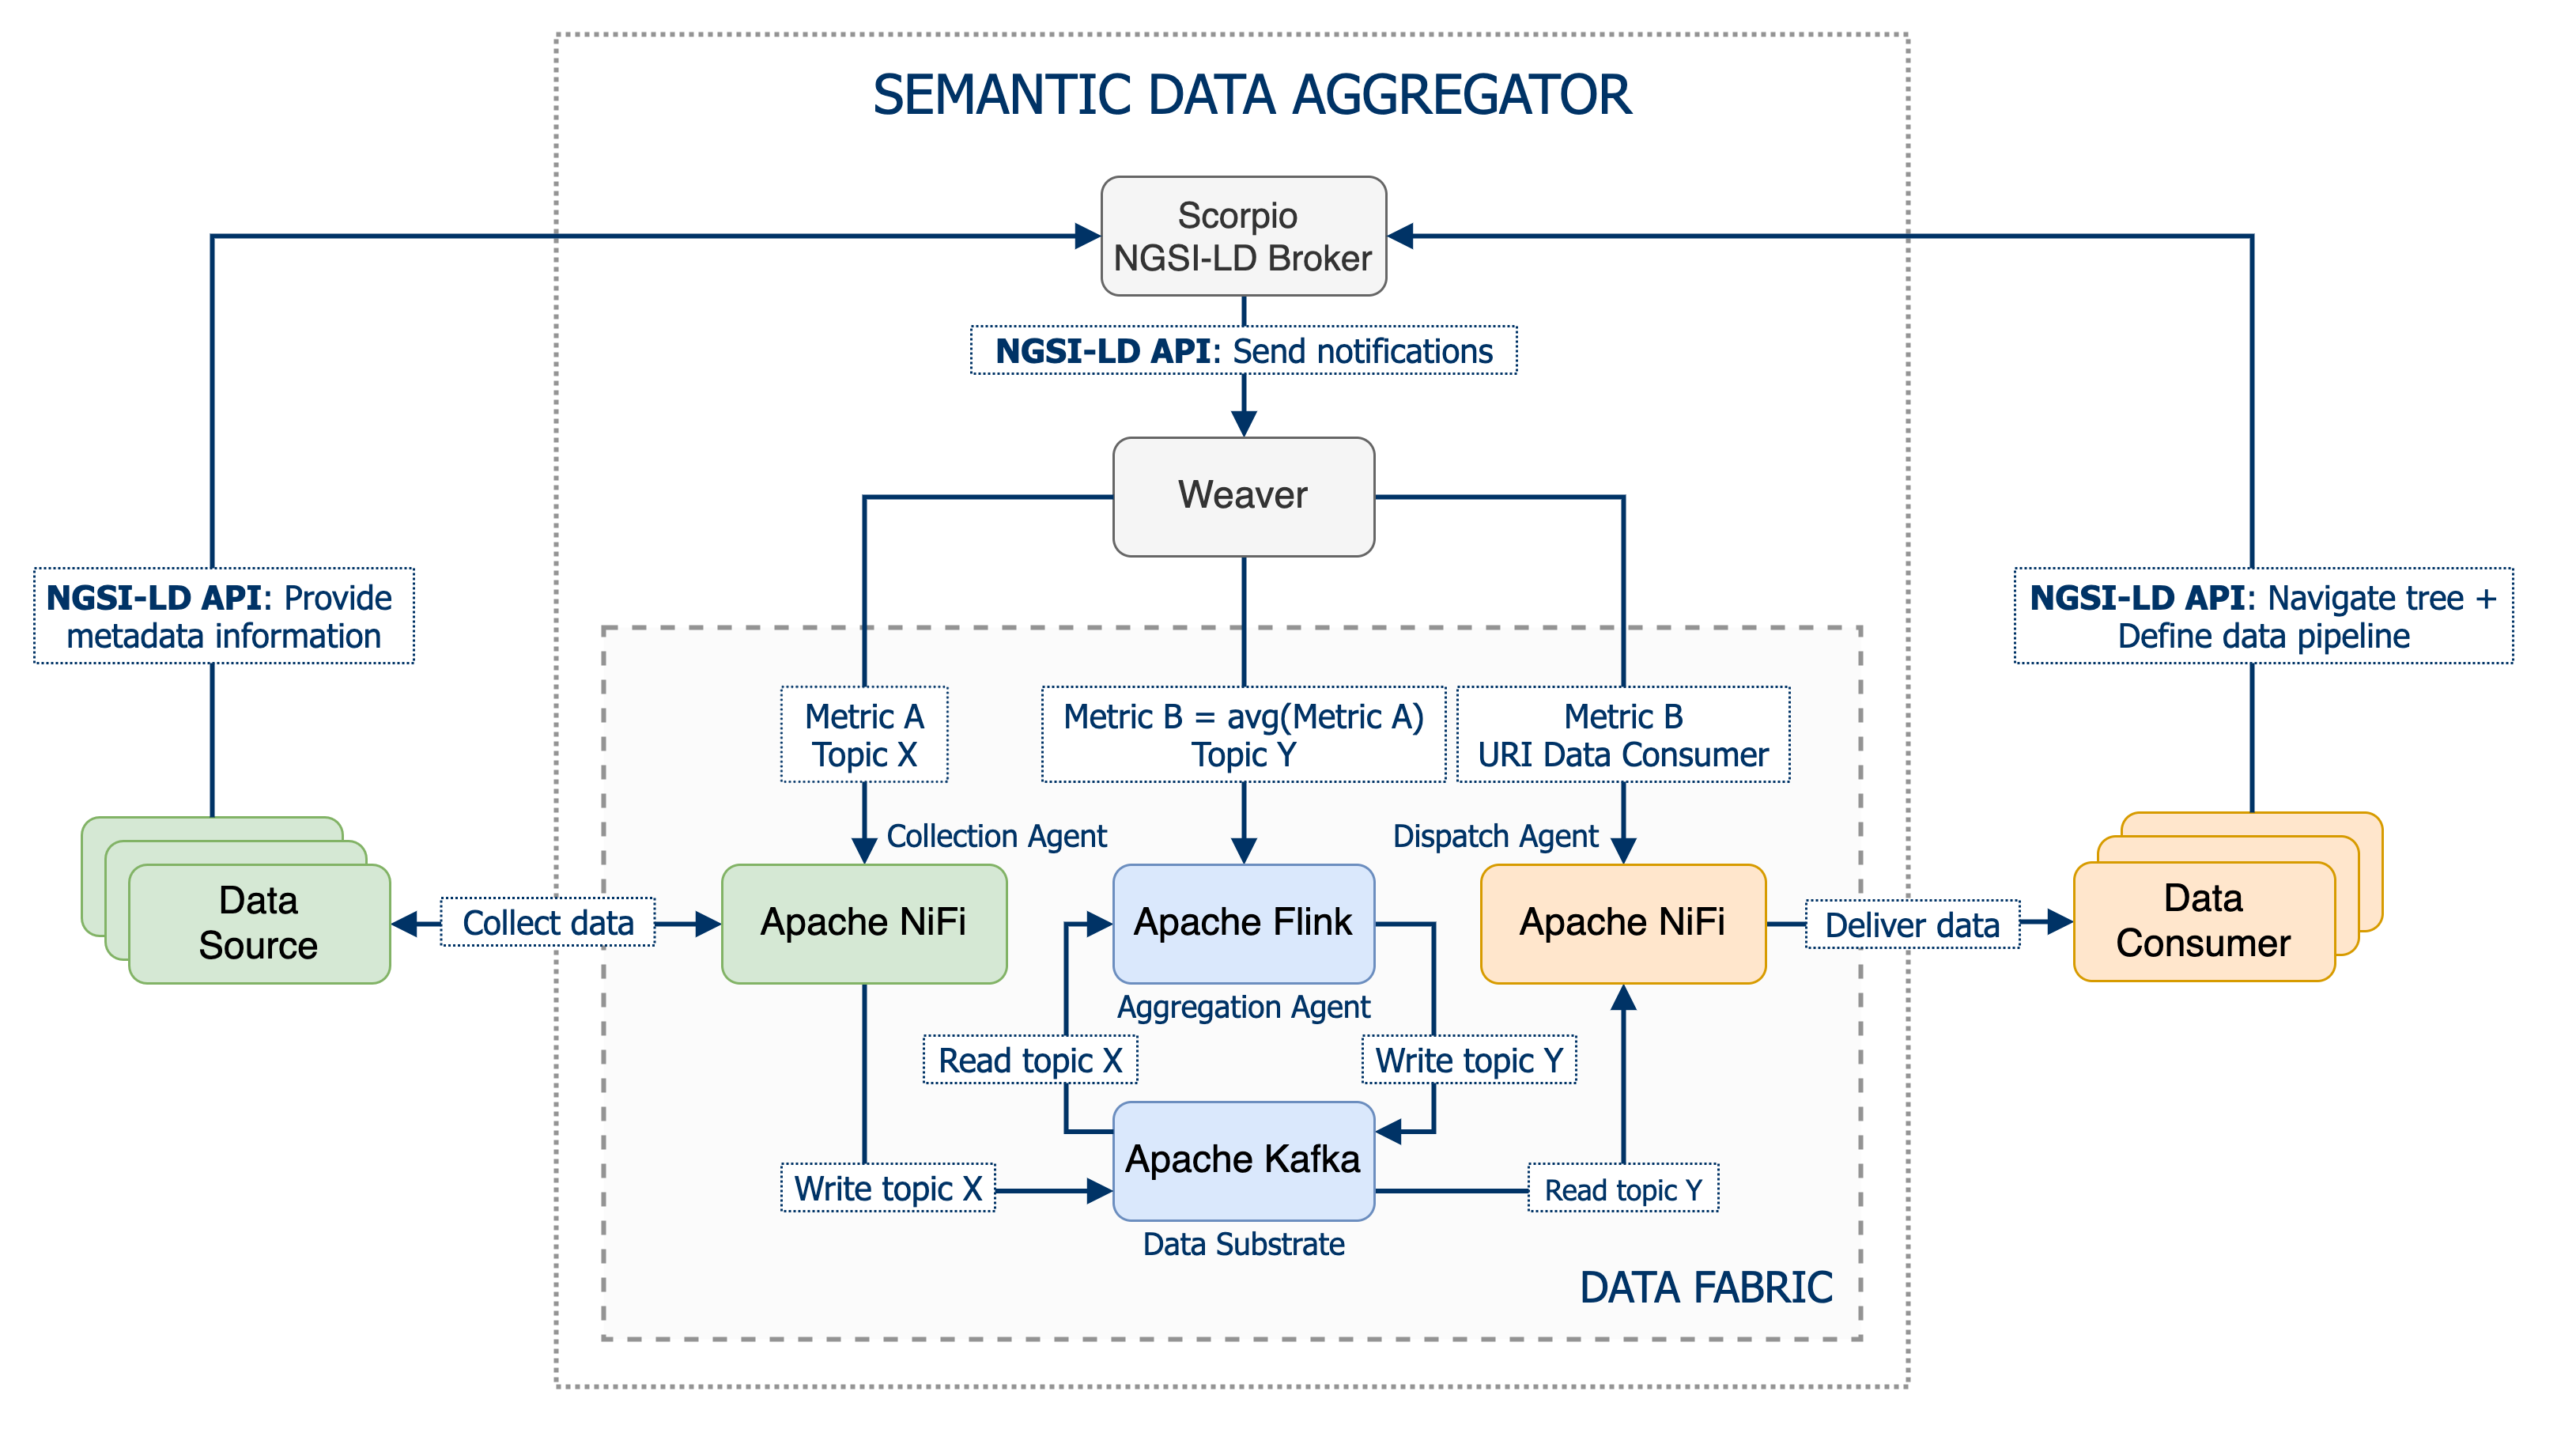 SEMANTIC DATA AGGREGATOR
Scorpio
NGSI-LD Broker
NGSI-LD API: Send notifications
Weaver
NGSI-LD API: Provide
metadata information
NGSI-LD API: Navigate tree +
Define data pipeline
Metric A
Topic X
Metric B = avg(Metric A)
Topic Y
Metric B
URI Data Consumer
Collection Agent
Dispatch Agent
Data
Source
Collect data
Apache NiFi
Apache Flink
Apache NiFi
Deliver data
Data
Consumer
Aggregation Agent
Read topic X
Write topic Y
Apache Kafka
Write topic X
Read topic Y
Data Substrate
DATA FABRIC